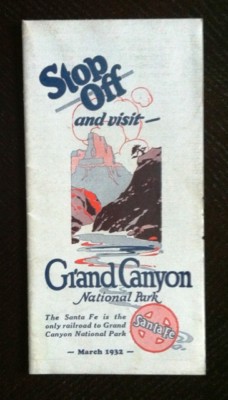 Stop
Off
and visit —
Grand Canyon
National Park
The Santa Fe is the
only railroad to Grand
Canyon National Park
Santa Fe
— March 1932 —